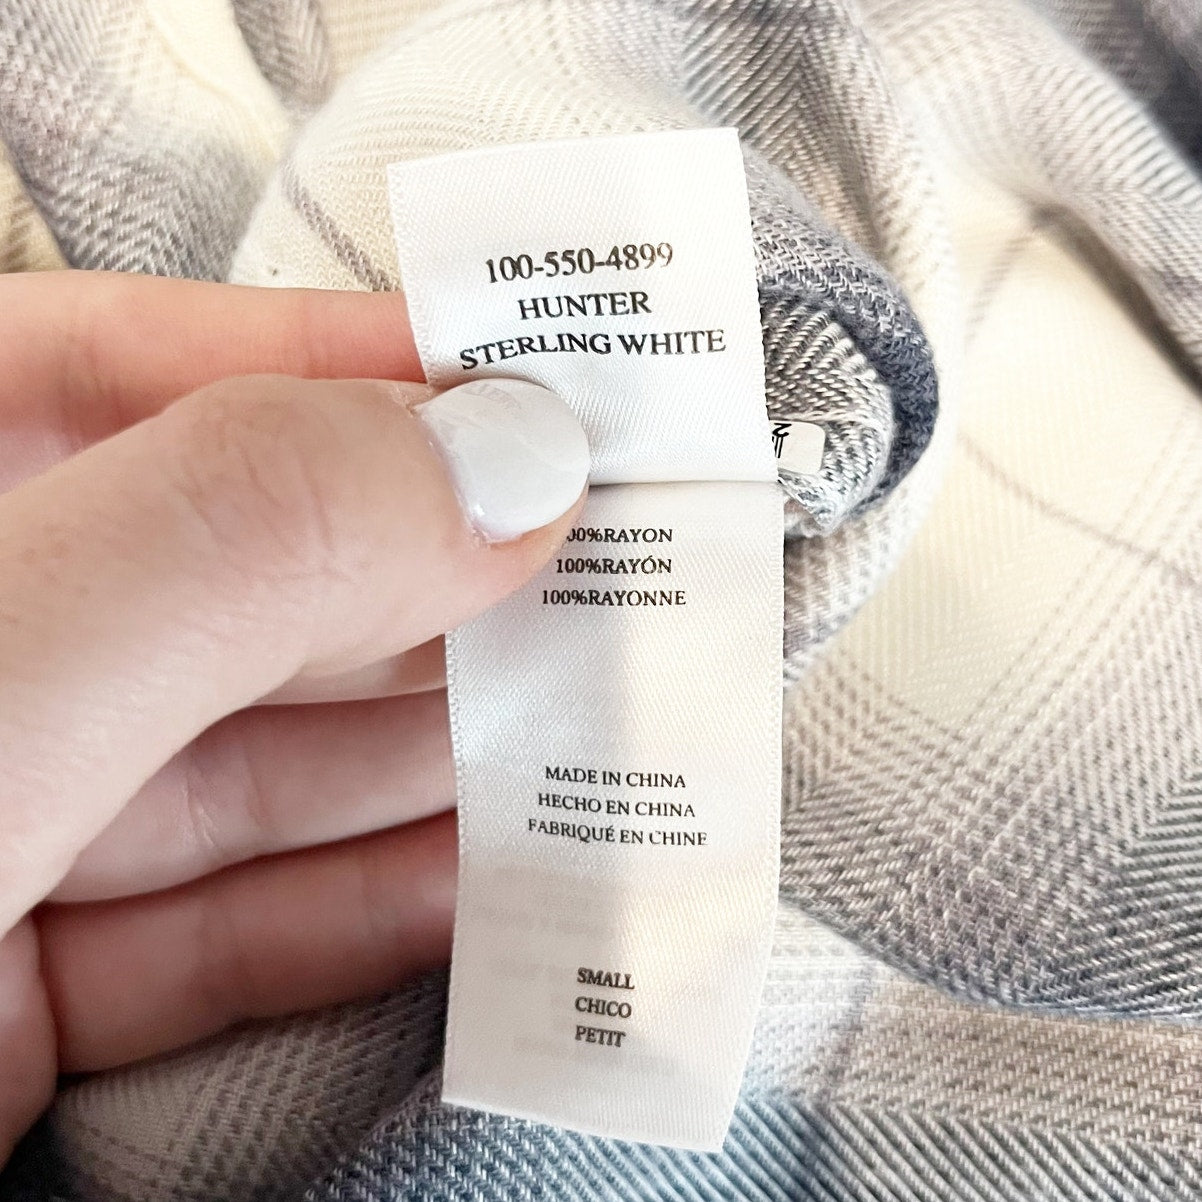 100-550-4899
HUNTER
STERLING WHITE
00%RAYON
100%RAYÓN
100%RAYONNE
MADE IN CHINA
HECHO EN CHINA
FABRIQUÉ EN CHINE
SMALL
CHICO
PETIT